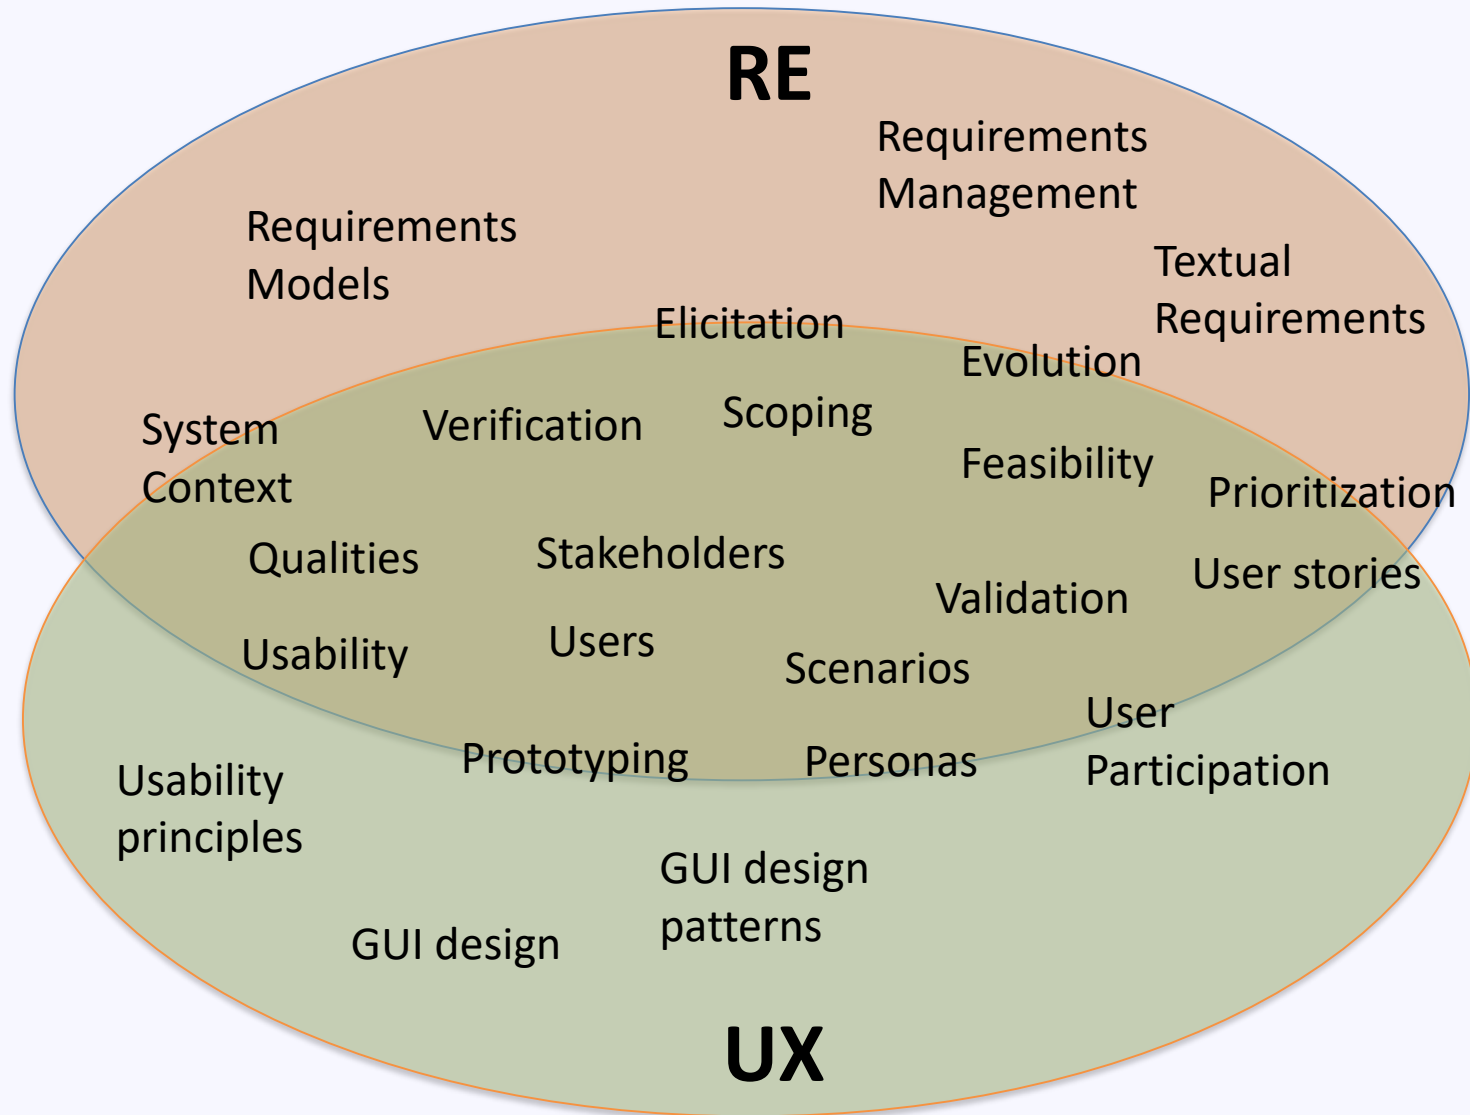 RE
Requirements
Management
Requirements
Models
Textual
Requirements
Elicitation
Evolution
System
Context
Verification
Scoping
Feasibility
Prioritization
Qualities
Stakeholders
Validation
User stories
Usability
Users
Scenarios
User
Participation
Prototyping
Personas
Usability
principles
GUI design
patterns
GUI design
UX